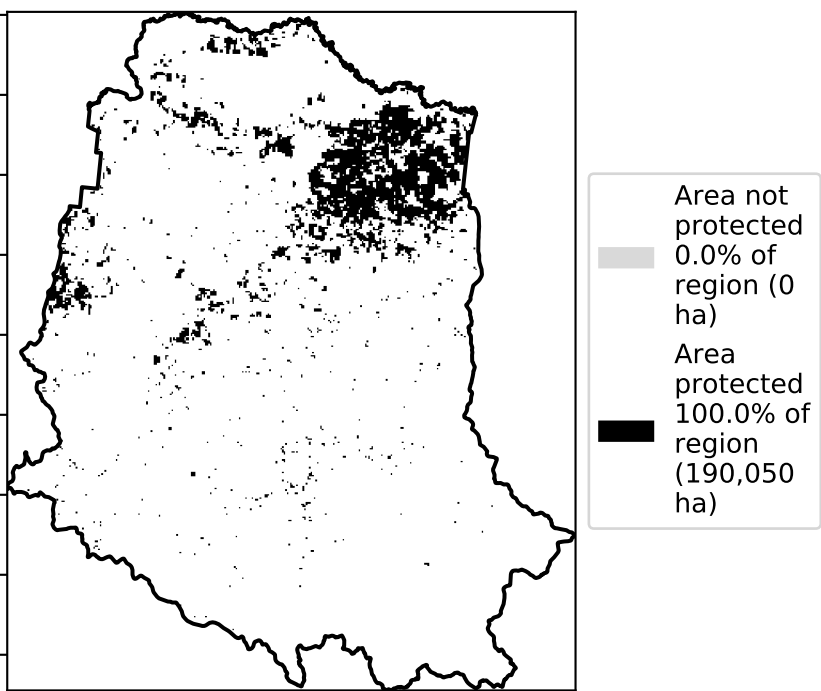 Area not
protected
0.0% of
region (0
ha)
Area
protected
100.0% of
region
(190,050
ha)